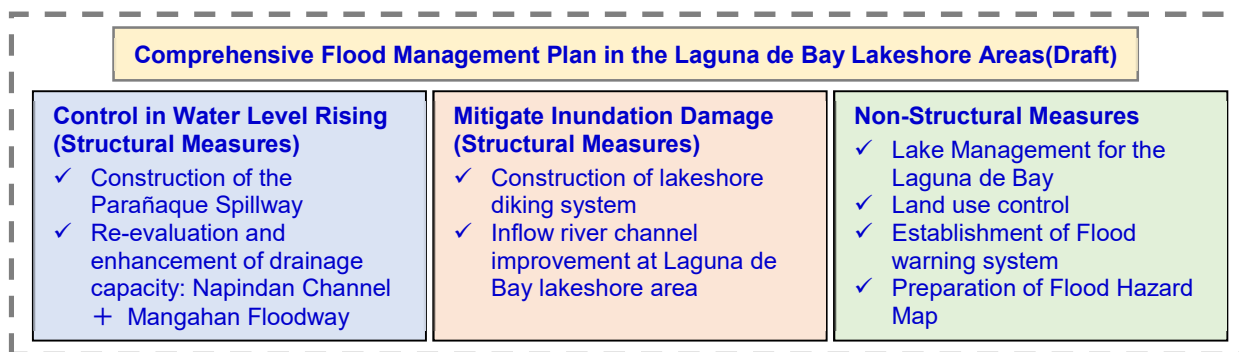 Comprehensive Flood Management Plan in the Laguna de Bay Lakeshore Areas(Draft)
Control in Water Level Rising
(Structural Measures)
✓ Construction of the
Parañaque Spillway
✓ Re-evaluation and
enhancement of drainage
capacity: Napindan Channel
＋ Mangahan Floodway
Mitigate Inundation Damage
(Structural Measures)
✓ Construction of lakeshore
diking system
✓ Inflow river channel
improvement at Laguna de
Bay lakeshore area
Non-Structural Measures
✓ Lake Management for the
Laguna de Bay
✓ Land use control
✓ Establishment of Flood
warning system
✓ Preparation of Flood Hazard
Map